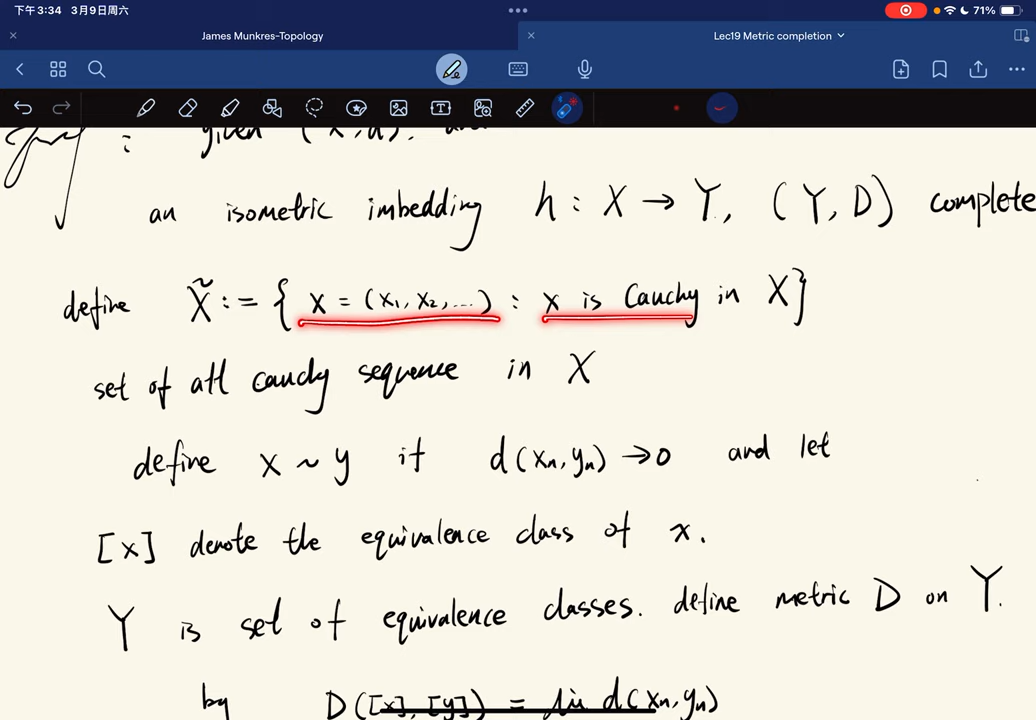 下午3:34 3月9日周六
71%
James Munkres-Topology
Lec19 Metric completion
given (X, d).
an isometric imbedding h : X → Y, (Y, D) complete
define X̃ := { x = (x₁, x₂, ...) : x is Cauchy in X}
set of all caucdy sequence in X
define x ~ y if d(xₙ, yₙ) → 0 and let
[x] denote the equivalence class of x.
Y is set of equivalence classes. define metric D on Y.
by D([x], [y]) = lim d(xₙ, yₙ)